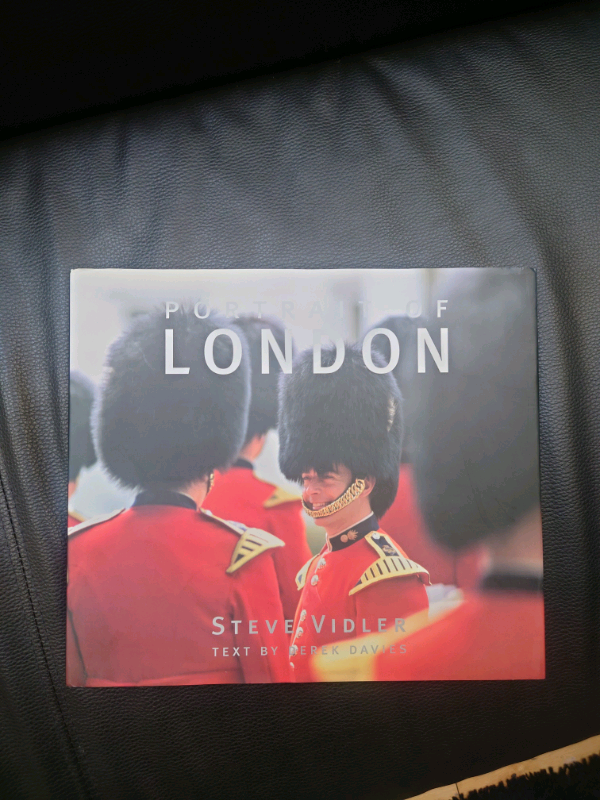 PORTRAIT OF
LONDON
STEVE VIDLER
TEXT BY DEREK DAVIES